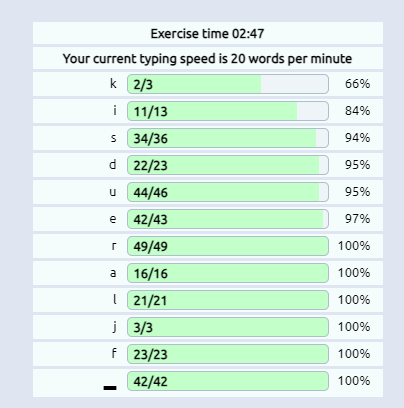 Exercise time 02:47
Your current typing speed is 20 words per minute
k 2/3 66%
i 11/13 84%
s 34/36 94%
d 22/23 95%
u 44/46 95%
e 42/43 97%
r 49/49 100%
a 16/16 100%
l 21/21 100%
j 3/3 100%
f 23/23 100%
▂ 42/42 100%